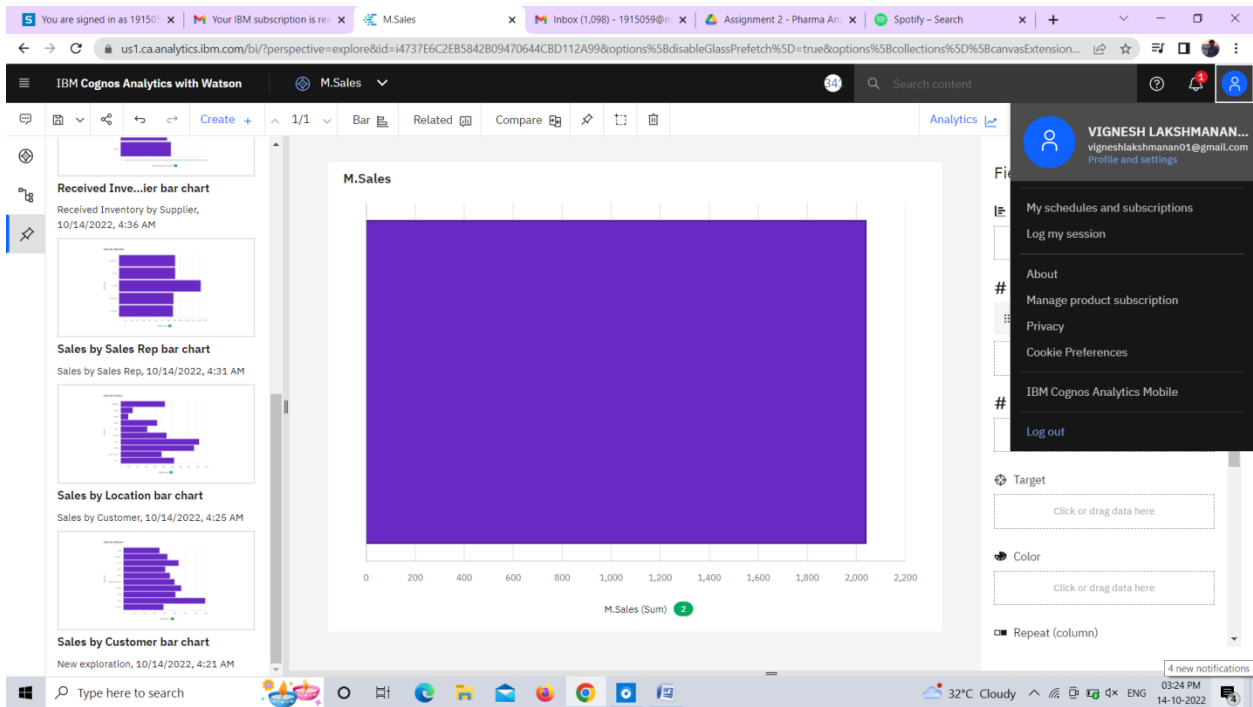 You are signed in as 19150
Your IBM subscription is rea
M.Sales
Inbox (1,098) - 1915059@n
Assignment 2 - Pharma An
Spotify – Search
us1.ca.analytics.ibm.com/bi/?perspective=explore&id=i4737E6C2EB5842B09470644CBD112A99&options%5BdisableGlassPrefetch%5D=true&options%5Bcollections%5D%5BcanvasExtension...
IBM Cognos Analytics with Watson
M.Sales
341
Search content
1
Create +
1/1
Bar
Related
Compare
Analytics
VIGNESH LAKSHMANAN...
vigneshlakshmanan01@gmail.com
Profile and settings
My schedules and subscriptions
Log my session
About
Manage product subscription
Privacy
Cookie Preferences
IBM Cognos Analytics Mobile
Log out
Received Inve...ier bar chart
Received Inventory by Supplier,
10/14/2022, 4:36 AM
Sales by Sales Rep bar chart
Sales by Sales Rep, 10/14/2022, 4:31 AM
Sales by Location bar chart
Sales by Customer, 10/14/2022, 4:25 AM
Sales by Customer bar chart
New exploration, 10/14/2022, 4:21 AM
M.Sales
0 200 400 600 800 1,000 1,200 1,400 1,600 1,800 2,000 2,200
M.Sales (Sum) 2
Fie
#
#
Target
Click or drag data here
Color
Click or drag data here
Repeat (column)
4 new notifications
Type here to search
32°C Cloudy
ENG
03:24 PM
14-10-2022
4